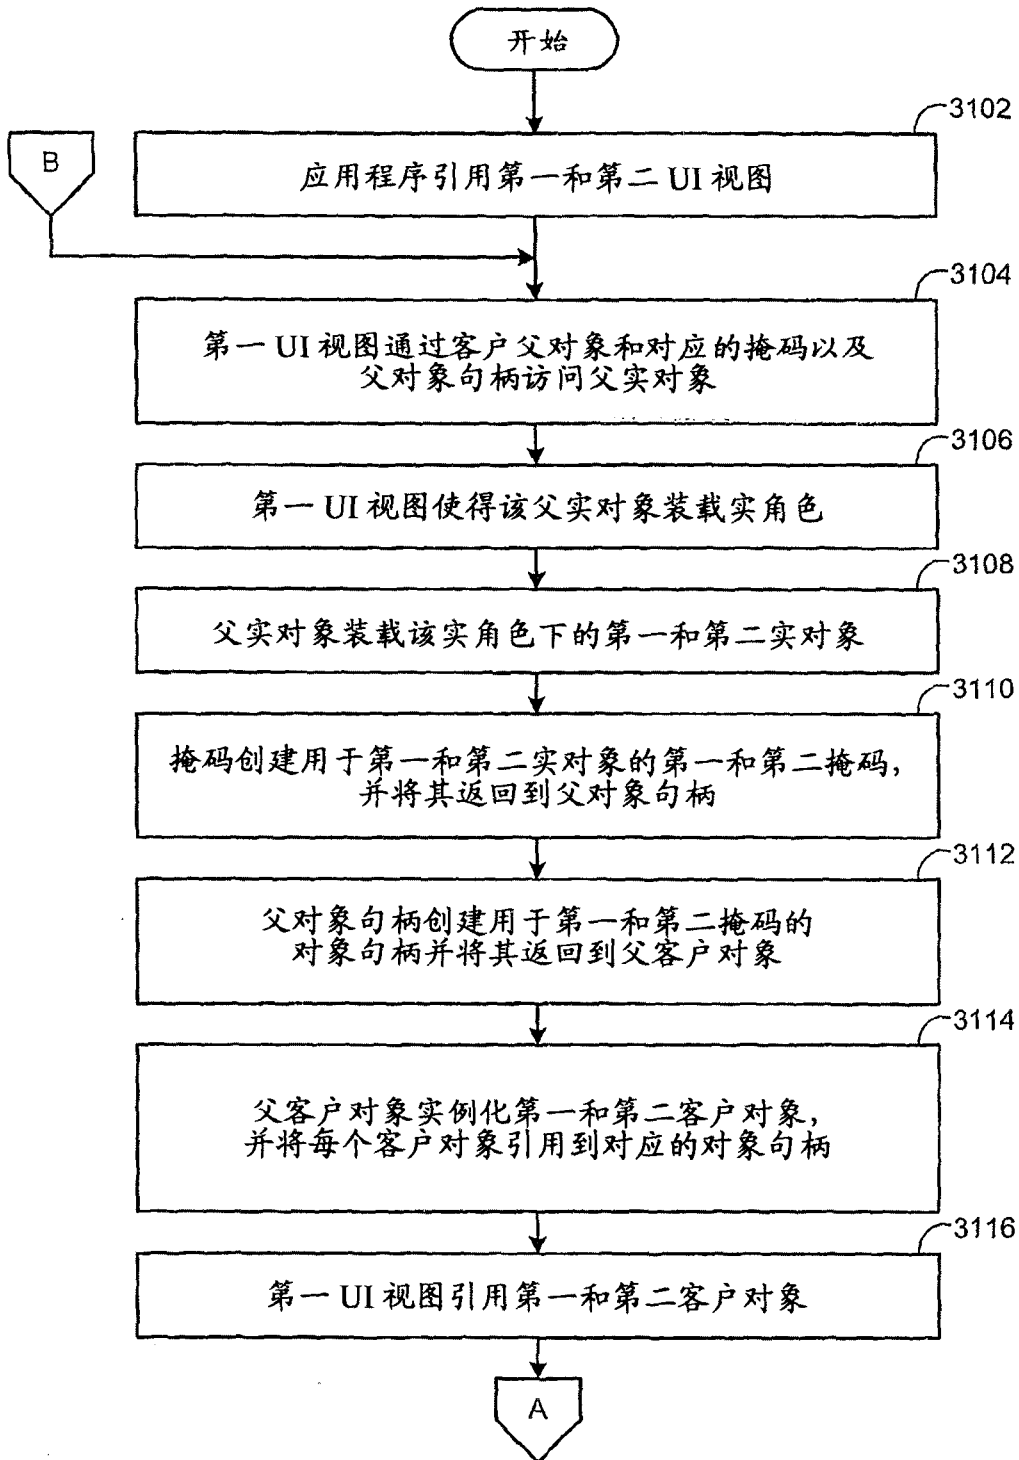 开始
3102
B
应用程序引用第一和第二 UI 视图
3104
第一 UI 视图通过客户父对象和对应的掩码以及
父对象句柄访问父实对象
3106
第一 UI 视图使得该父实对象装载实角色
3108
父实对象装载该实角色下的第一和第二实对象
3110
掩码创建用于第一和第二实对象的第一和第二掩码，
并将其返回到父对象句柄
3112
父对象句柄创建用于第一和第二掩码的
对象句柄并将其返回到父客户对象
3114
父客户对象实例化第一和第二客户对象，
并将每个客户对象引用到对应的对象句柄
3116
第一 UI 视图引用第一和第二客户对象
A